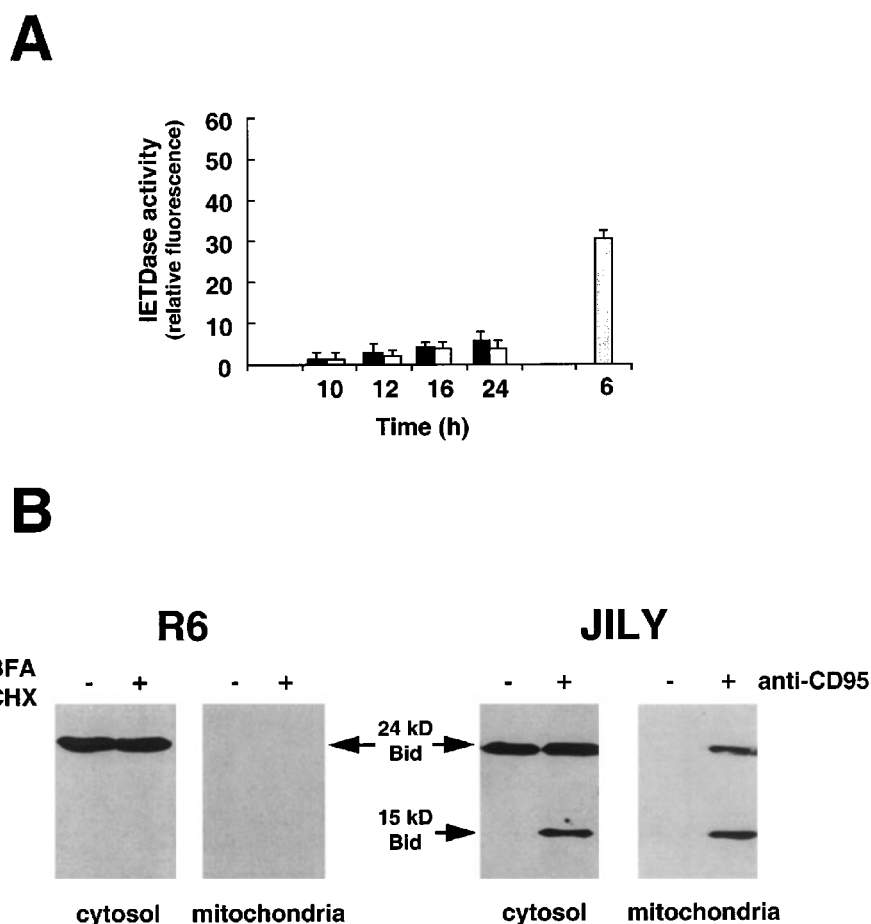 A
IETDase activity
(relative fluorescence)
60
50
40
30
20
10
0
10 12 16 24 6
Time (h)
B
R6 JILY
- + - + - + - + anti-CD95
CHX
24 kD
Bid
15 kD
Bid
cytosol mitochondria cytosol mitochondria